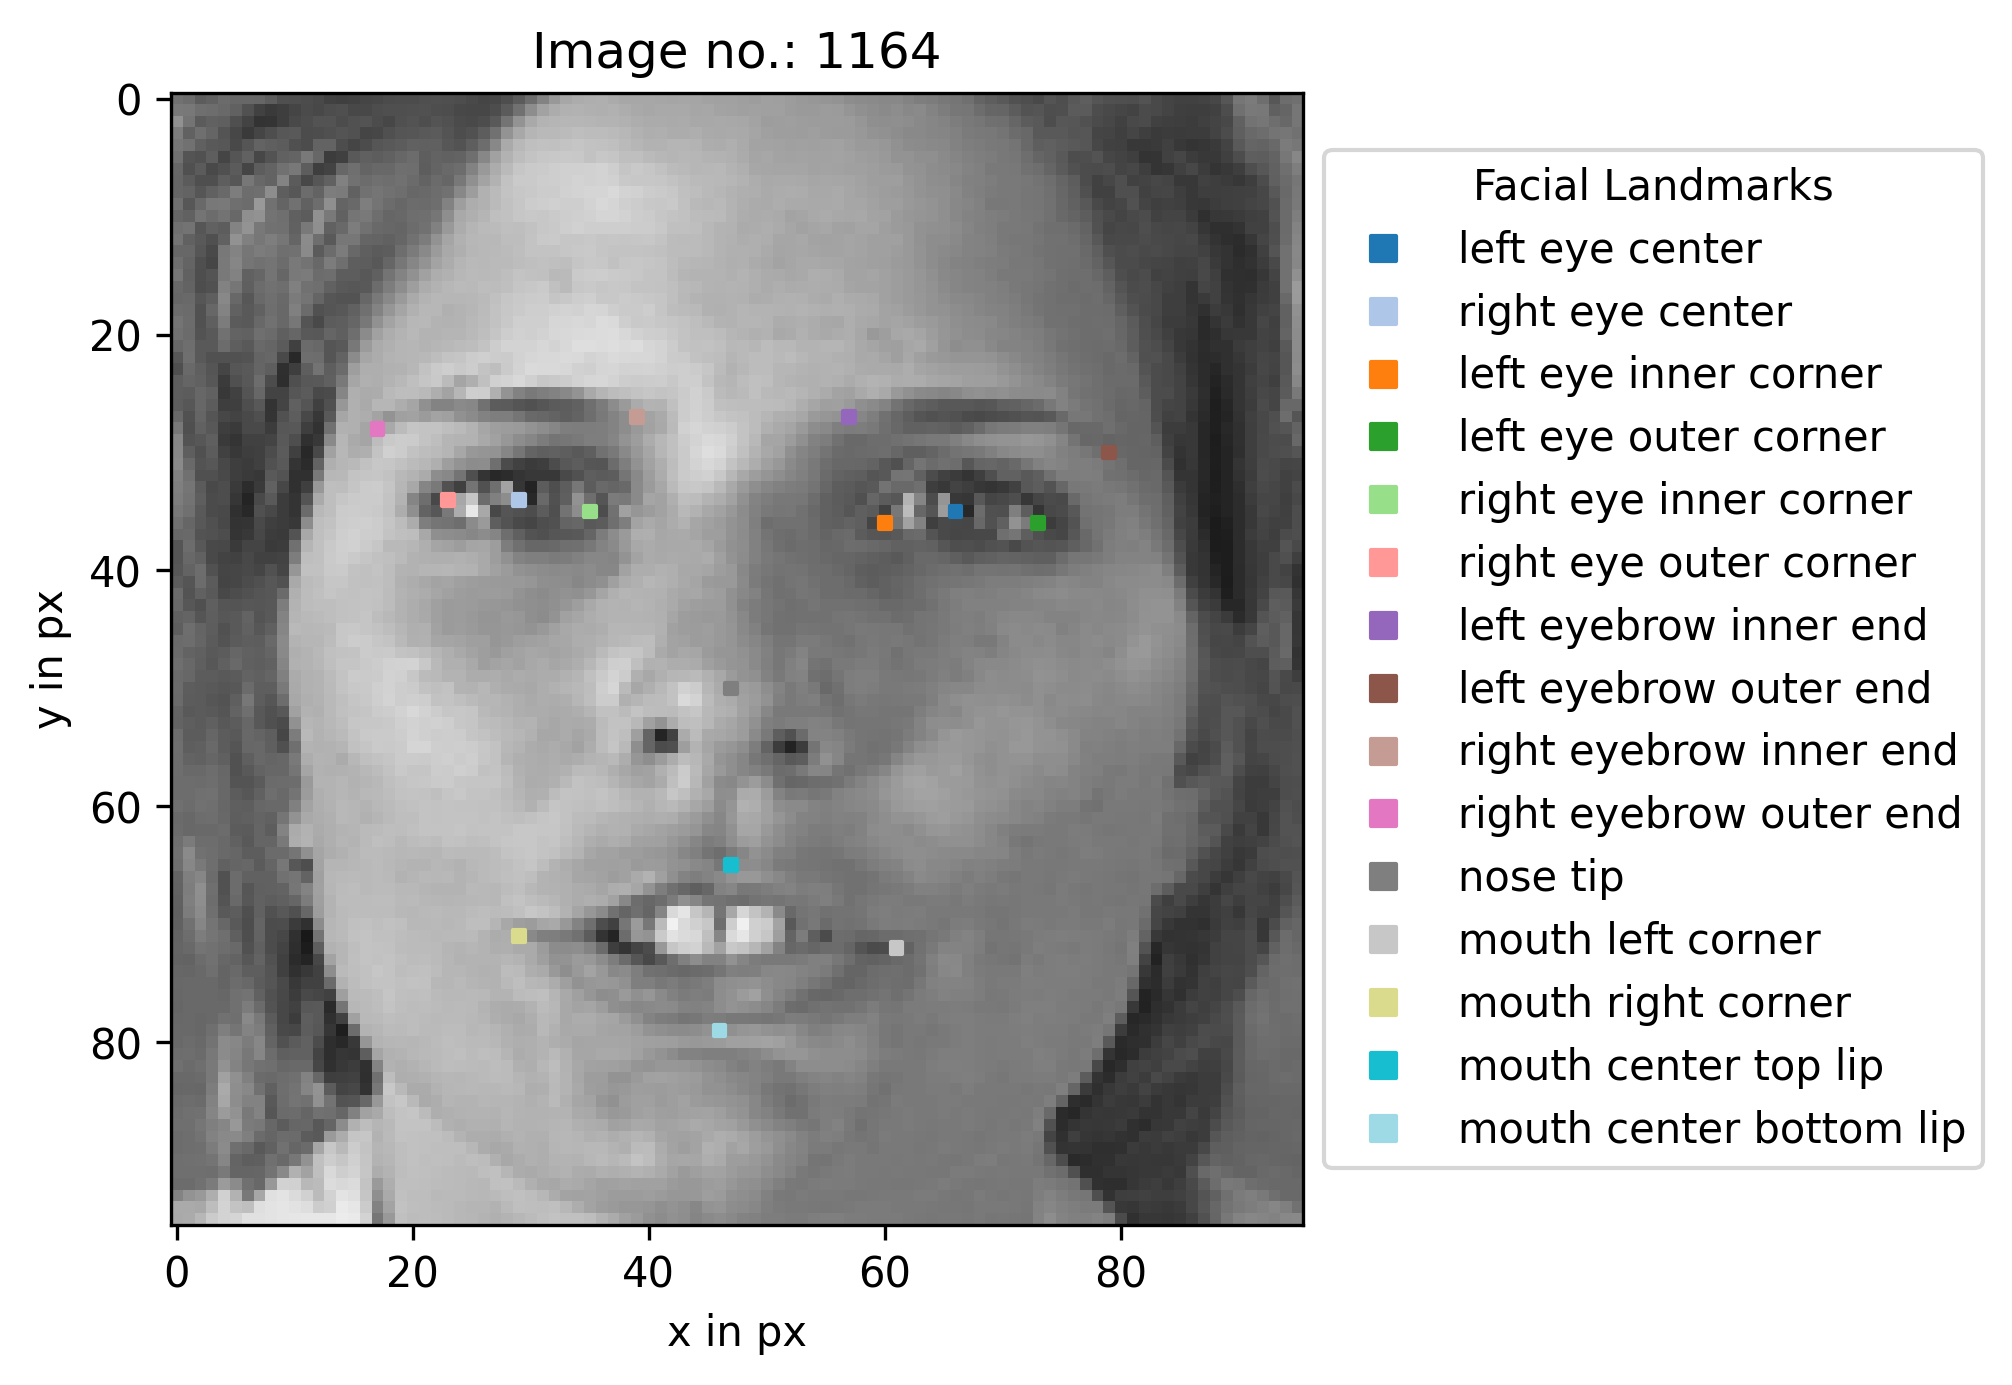 Image no.: 1164
0
20
40
60
80
y in px
0 20 40 60 80
x in px
Facial Landmarks
left eye center
right eye center
left eye inner corner
left eye outer corner
right eye inner corner
right eye outer corner
left eyebrow inner end
left eyebrow outer end
right eyebrow inner end
right eyebrow outer end
nose tip
mouth left corner
mouth right corner
mouth center top lip
mouth center bottom lip